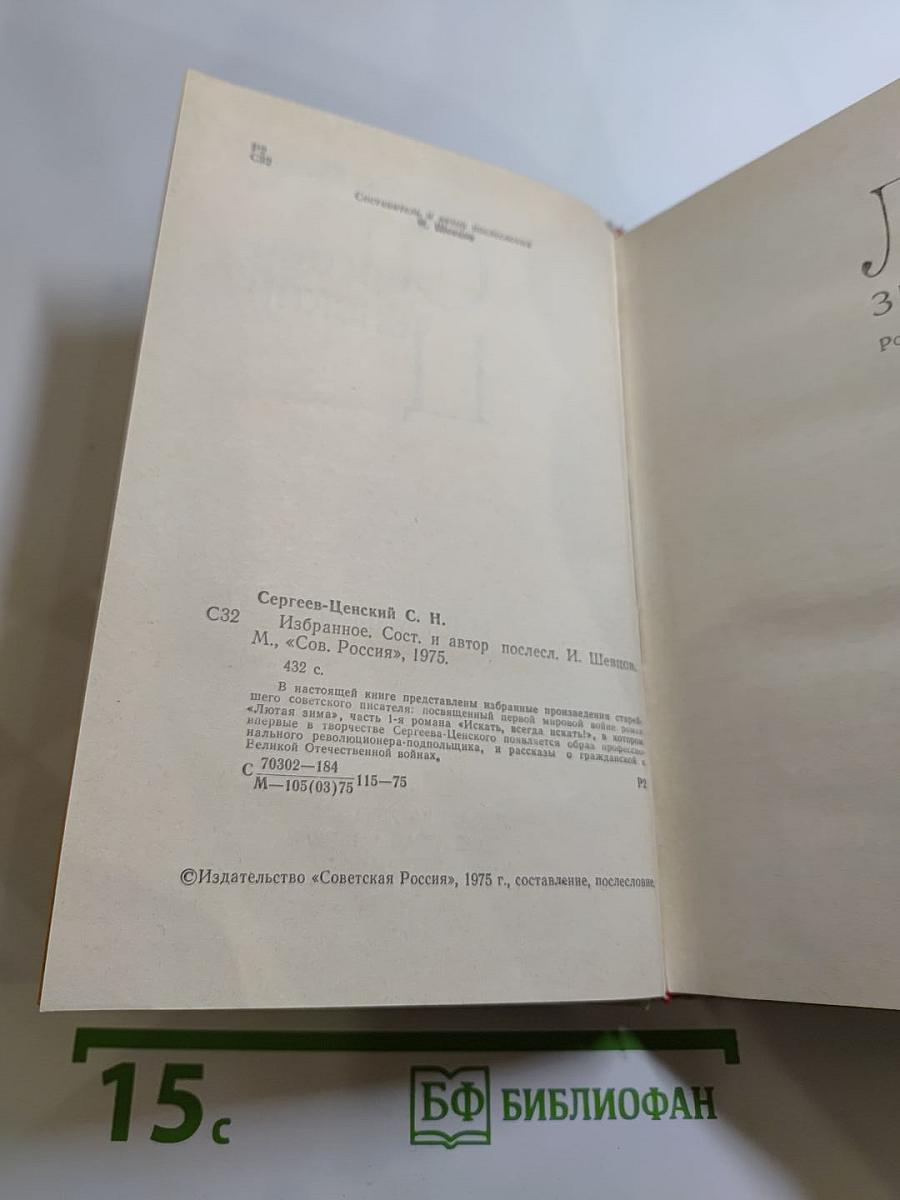 Р2
С32
Составитель и автор послесловия
И. Шевцов
Сергеев-Ценский С. Н.
С32
Избранное. Сост. и автор послесл. И. Шевцов.
М., «Сов. Россия», 1975.
432 с.
В настоящей книге представлены избранные произведения старей-
шего советского писателя: посвященный первой мировой войне роман
«Лютая зима», часть 1-я романа «Искать, всегда искать!», в котором
впервые в творчестве Сергеева-Ценского появляется образ профессио-
нального революционера-подпольщика, и рассказы о гражданской и
Великой Отечественной войнах.
С 70302—184
М—105(03)75 115—75
Р2
©Издательство «Советская Россия», 1975 г., составление, послесловие.
Л
З
РО
15 с
БФ БИБЛИОФАН